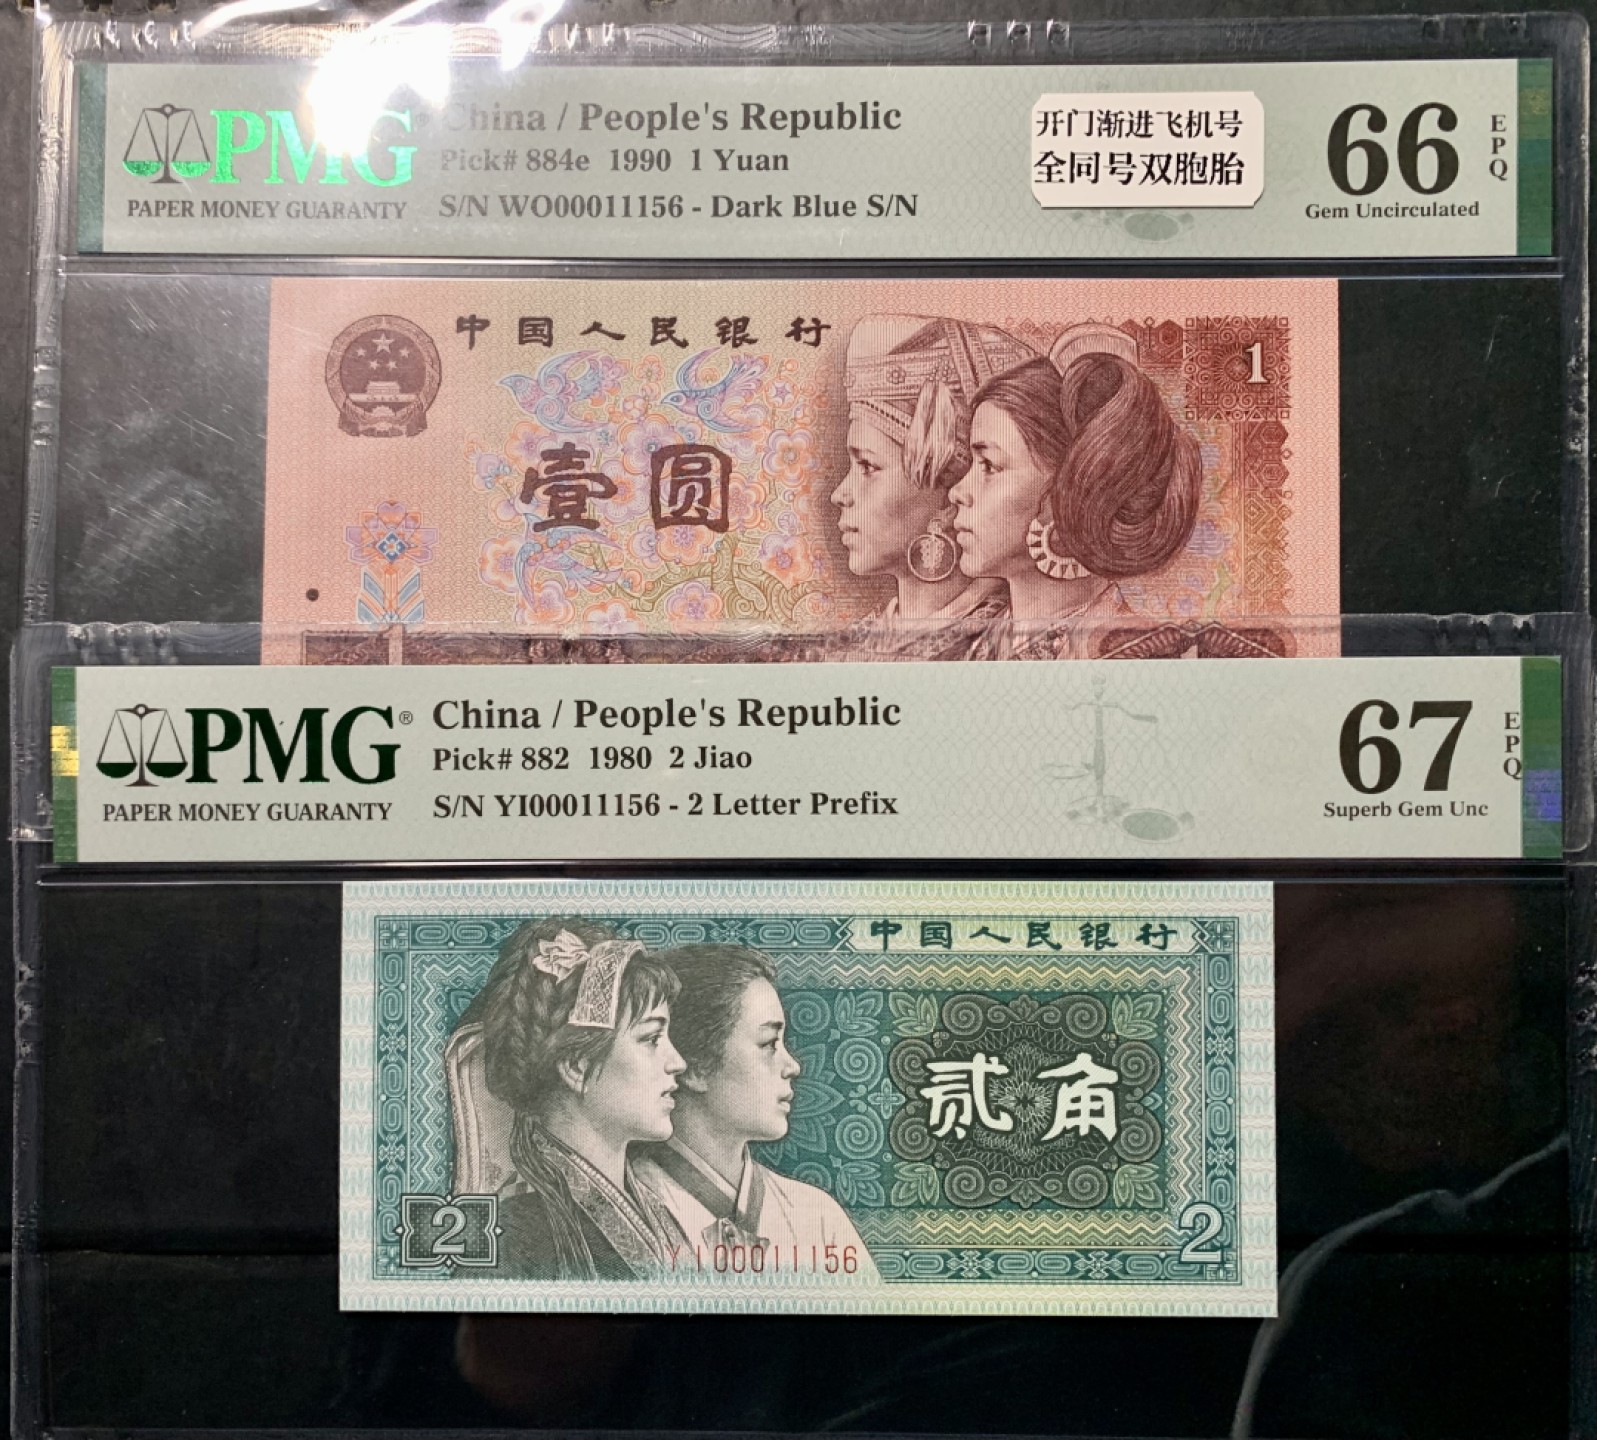 PMG
PAPER MONEY GUARANTY
China / People's Republic
Pick# 884e 1990 1 Yuan
S/N WO00011156 - Dark Blue S/N
开门渐进飞机号
全同号双胞胎
66
EPQ
Gem Uncirculated
中国人民银行
1
壹圆
PMG®
PAPER MONEY GUARANTY
China / People's Republic
Pick# 882 1980 2 Jiao
S/N YI00011156 - 2 Letter Prefix
67
EPQ
Superb Gem Unc
中国人民银行
贰角
2
YI00011156
2